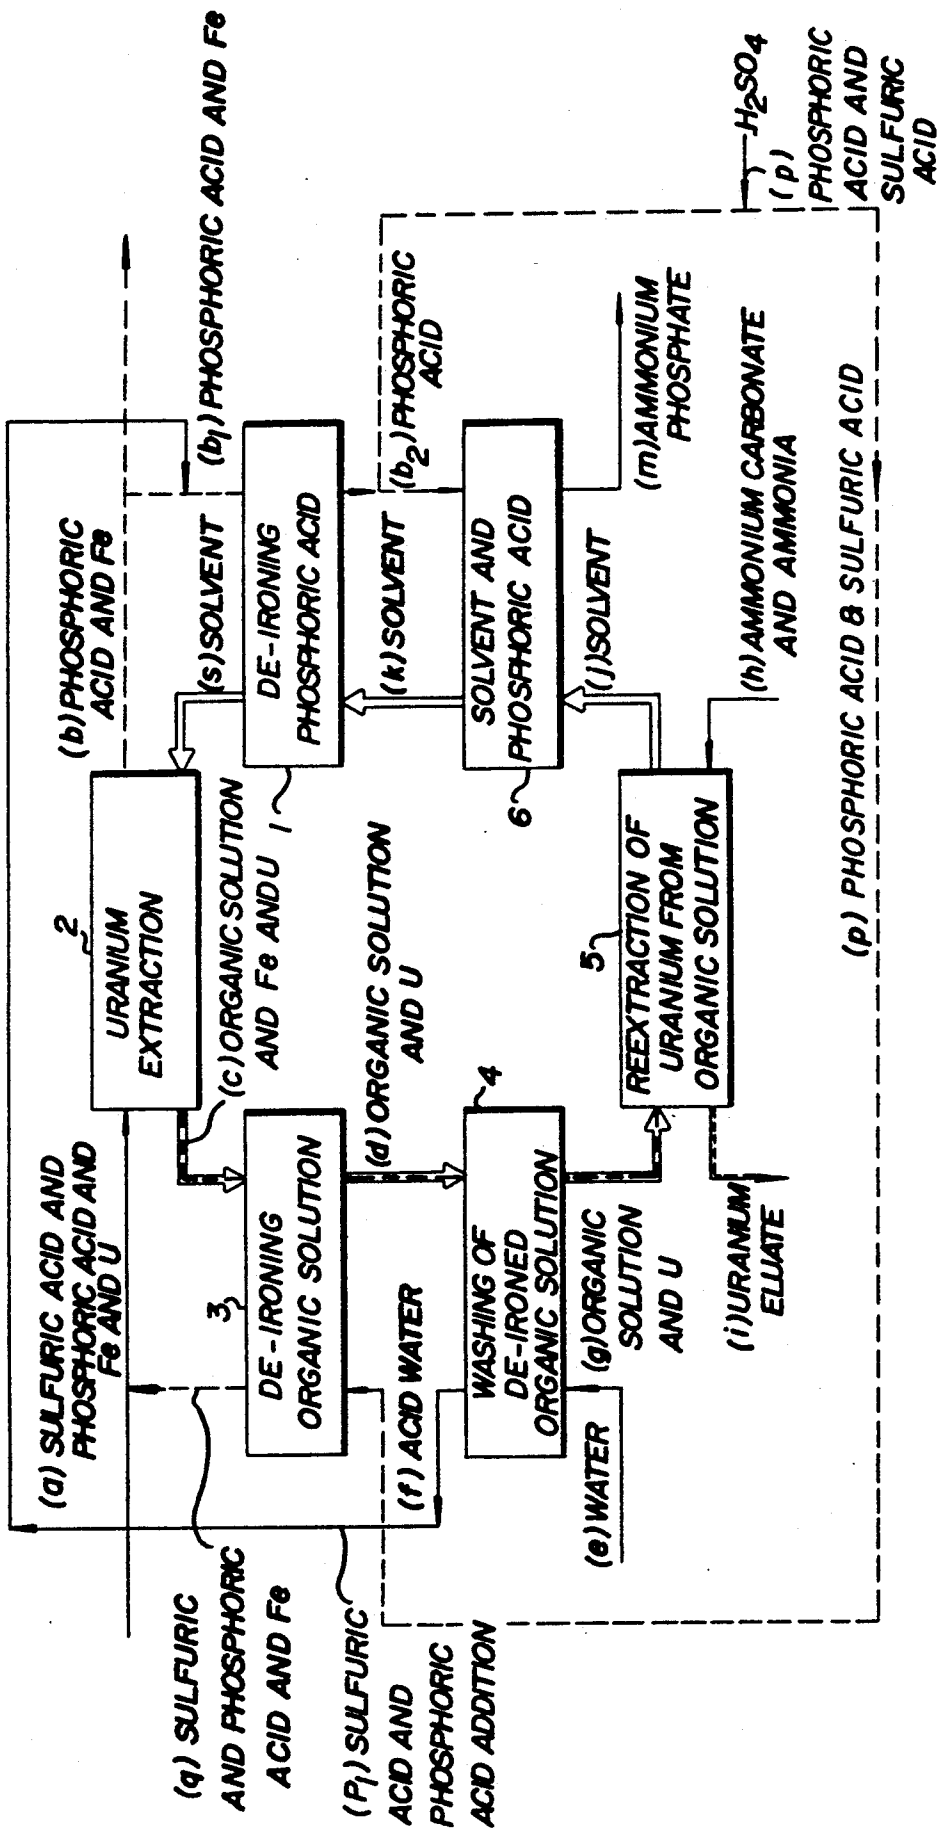 (a) SULFURIC ACID AND
PHOSPHORIC ACID AND
Fe AND U
2
URANIUM
EXTRACTION
(b) PHOSPHORIC
ACID AND Fe
(b1) PHOSPHORIC ACID AND Fe
(q) SULFURIC
AND PHOSPHORIC
ACID AND Fe
3
DE-IRONING
ORGANIC SOLUTION
(c) ORGANIC SOLUTION
AND Fe AND U
1
(s) SOLVENT
DE-IRONING
PHOSPHORIC ACID
(P1) SULFURIC
ACID AND
PHOSPHORIC
ACID ADDITION
(f) ACID WATER
(d) ORGANIC SOLUTION
AND U
(k) SOLVENT
(b2) PHOSPHORIC
ACID
4
WASHING OF
DE-IRONED
ORGANIC SOLUTION
6
SOLVENT AND
PHOSPHORIC ACID
(e) WATER
(g) ORGANIC
SOLUTION
AND U
5
REEXTRACTION OF
URANIUM FROM
ORGANIC SOLUTION
(j) SOLVENT
(m) AMMONIUM
PHOSPHATE
(i) URANIUM
ELUATE
(h) AMMONIUM CARBONATE
AND AMMONIA
H2SO4
(p)
PHOSPHORIC
ACID AND
SULFURIC
ACID
(p) PHOSPHORIC ACID & SULFURIC ACID